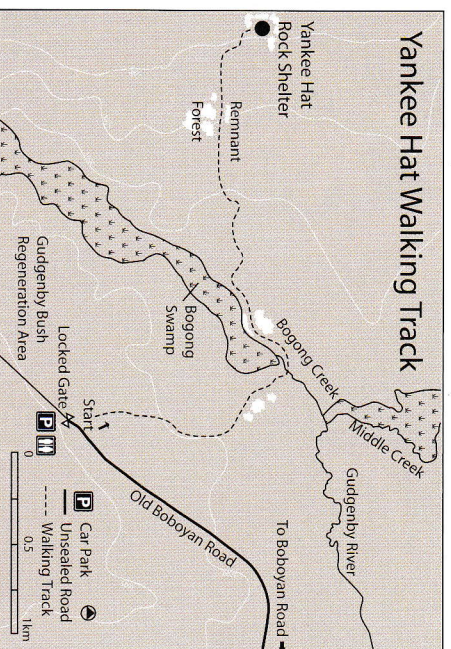 Yankee Hat Walking Track
Yankee Hat
Rock Shelter
Remnant
Forest
Bogong Creek
Middle Creek
Bogong
Swamp
Gudgenby River
Gudgenby Bush
Regeneration Area
Locked Gate
Start
Old Boboyan Road
To Boboyan Road
P
P
Car Park
Unsealed Road
Walking Track
0
0.5
1km